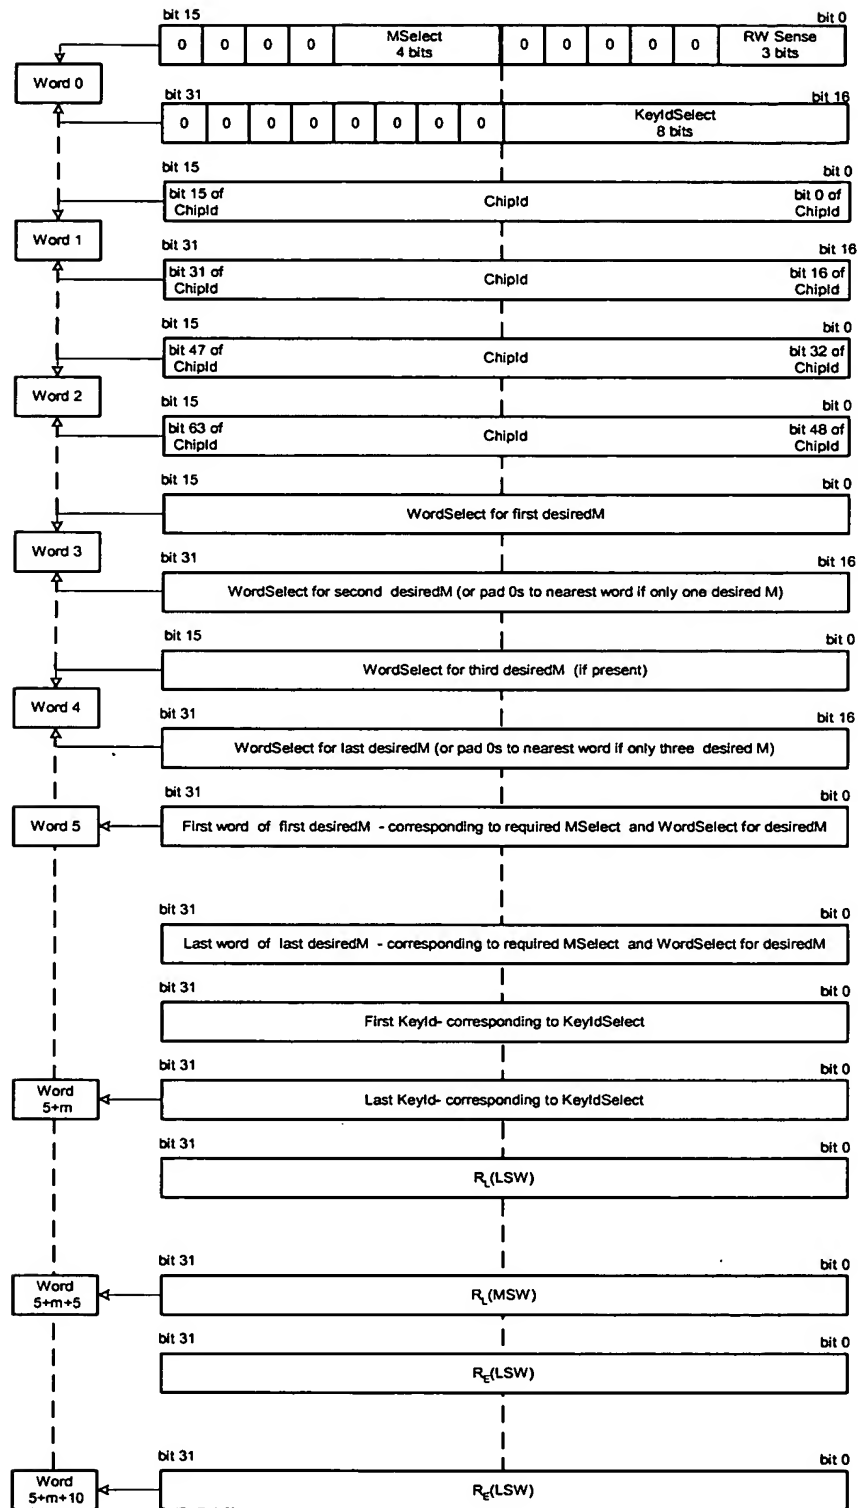 bit 15 bit 0
0 0 0 0 MSelect 4 bits 0 0 0 0 0 RW Sense 3 bits
Word 0
bit 31 bit 16
0 0 0 0 0 0 0 0 KeyIdSelect 8 bits
bit 15 bit 0
bit 15 of ChipId ChipId bit 0 of ChipId
Word 1
bit 31 bit 16
bit 31 of ChipId ChipId bit 16 of ChipId
bit 15 bit 0
bit 47 of ChipId ChipId bit 32 of ChipId
Word 2
bit 15 bit 0
bit 63 of ChipId ChipId bit 48 of ChipId
bit 15 bit 0
WordSelect for first desiredM
Word 3
bit 31 bit 16
WordSelect for second desiredM (or pad 0s to nearest word if only one desired M)
bit 15 bit 0
WordSelect for third desiredM (if present)
Word 4
bit 31 bit 16
WordSelect for last desiredM (or pad 0s to nearest word if only three desired M)
bit 31 bit 0
Word 5 First word of first desiredM - corresponding to required MSelect and WordSelect for desiredM
bit 31 bit 0
Last word of last desiredM - corresponding to required MSelect and WordSelect for desiredM
bit 31 bit 0
First KeyId- corresponding to KeyIdSelect
bit 31 bit 0
Word 5+m Last KeyId- corresponding to KeyIdSelect
bit 31 bit 0
R_L(LSW)
bit 31 bit 0
Word 5+m+5 R_L(MSW)
bit 31 bit 0
R_E(LSW)
bit 31 bit 0
Word 5+m+10 R_E(LSW)